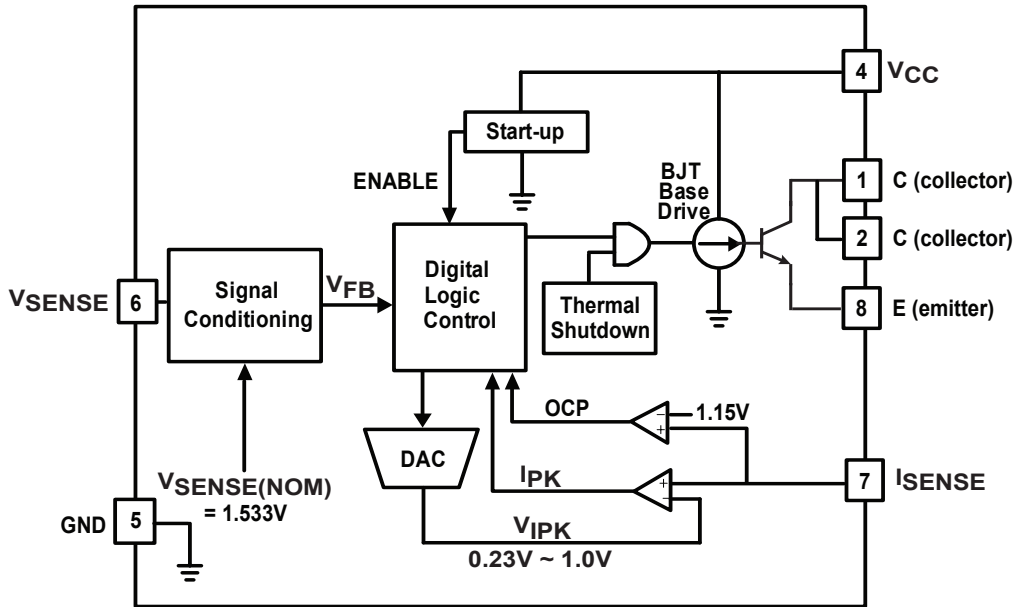 4 VCC
Start-up
ENABLE
BJT
Base
Drive
1 C (collector)
2 C (collector)
8 E (emitter)
VSENSE 6
Signal
Conditioning
VFB
Digital
Logic
Control
Thermal
Shutdown
OCP
−
+
1.15V
DAC
IPK
+
−
7 ISENSE
VSENSE(NOM)
= 1.533V
GND 5
VIPK
0.23V ~ 1.0V